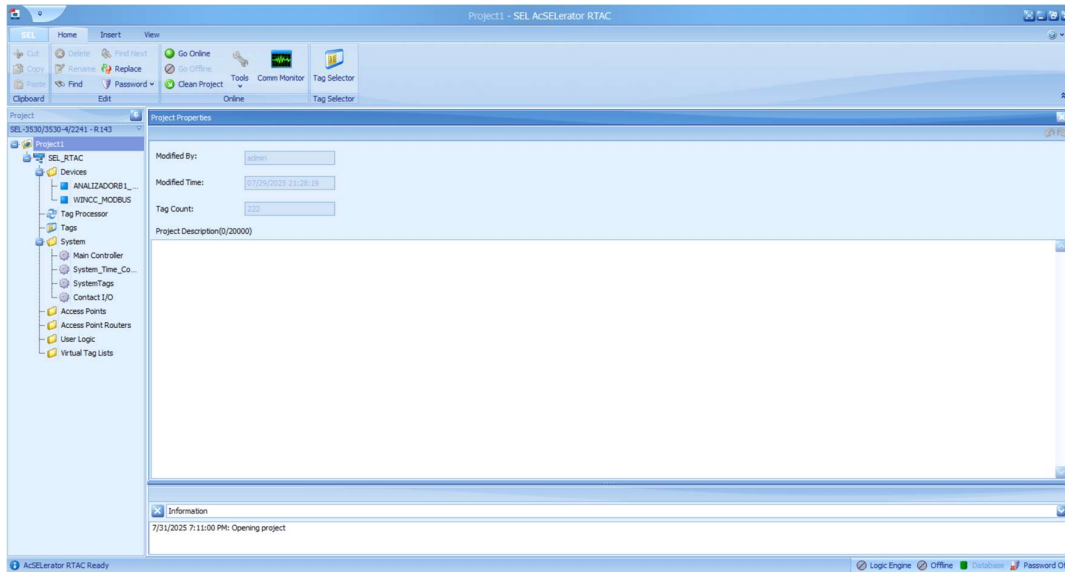 Project1 - SEL AcSELerator RTAC
SEL Home Insert View
Cut Delete Find Next Go Online
Copy Rename Replace Go Offline Tools Comm Monitor Tag Selector
Paste Find Password Clean Project
Clipboard Edit Online Tag Selector
Project
SEL-3530/3530-4/2241 - R143
Project1
SEL_RTAC
Devices
ANALIZADORB1_...
WINCC_MODBUS
Tag Processor
Tags
System
Main Controller
System_Time_Co...
SystemTags
Contact I/O
Access Points
Access Point Routers
User Logic
Virtual Tag Lists
Project Properties
Modified By: admin
Modified Time: 07/29/2025 21:28:19
Tag Count: 222
Project Description(0/20000)
Information
7/31/2025 7:11:00 PM: Opening project
AcSELerator RTAC Ready
Logic Engine Offline Database Password O